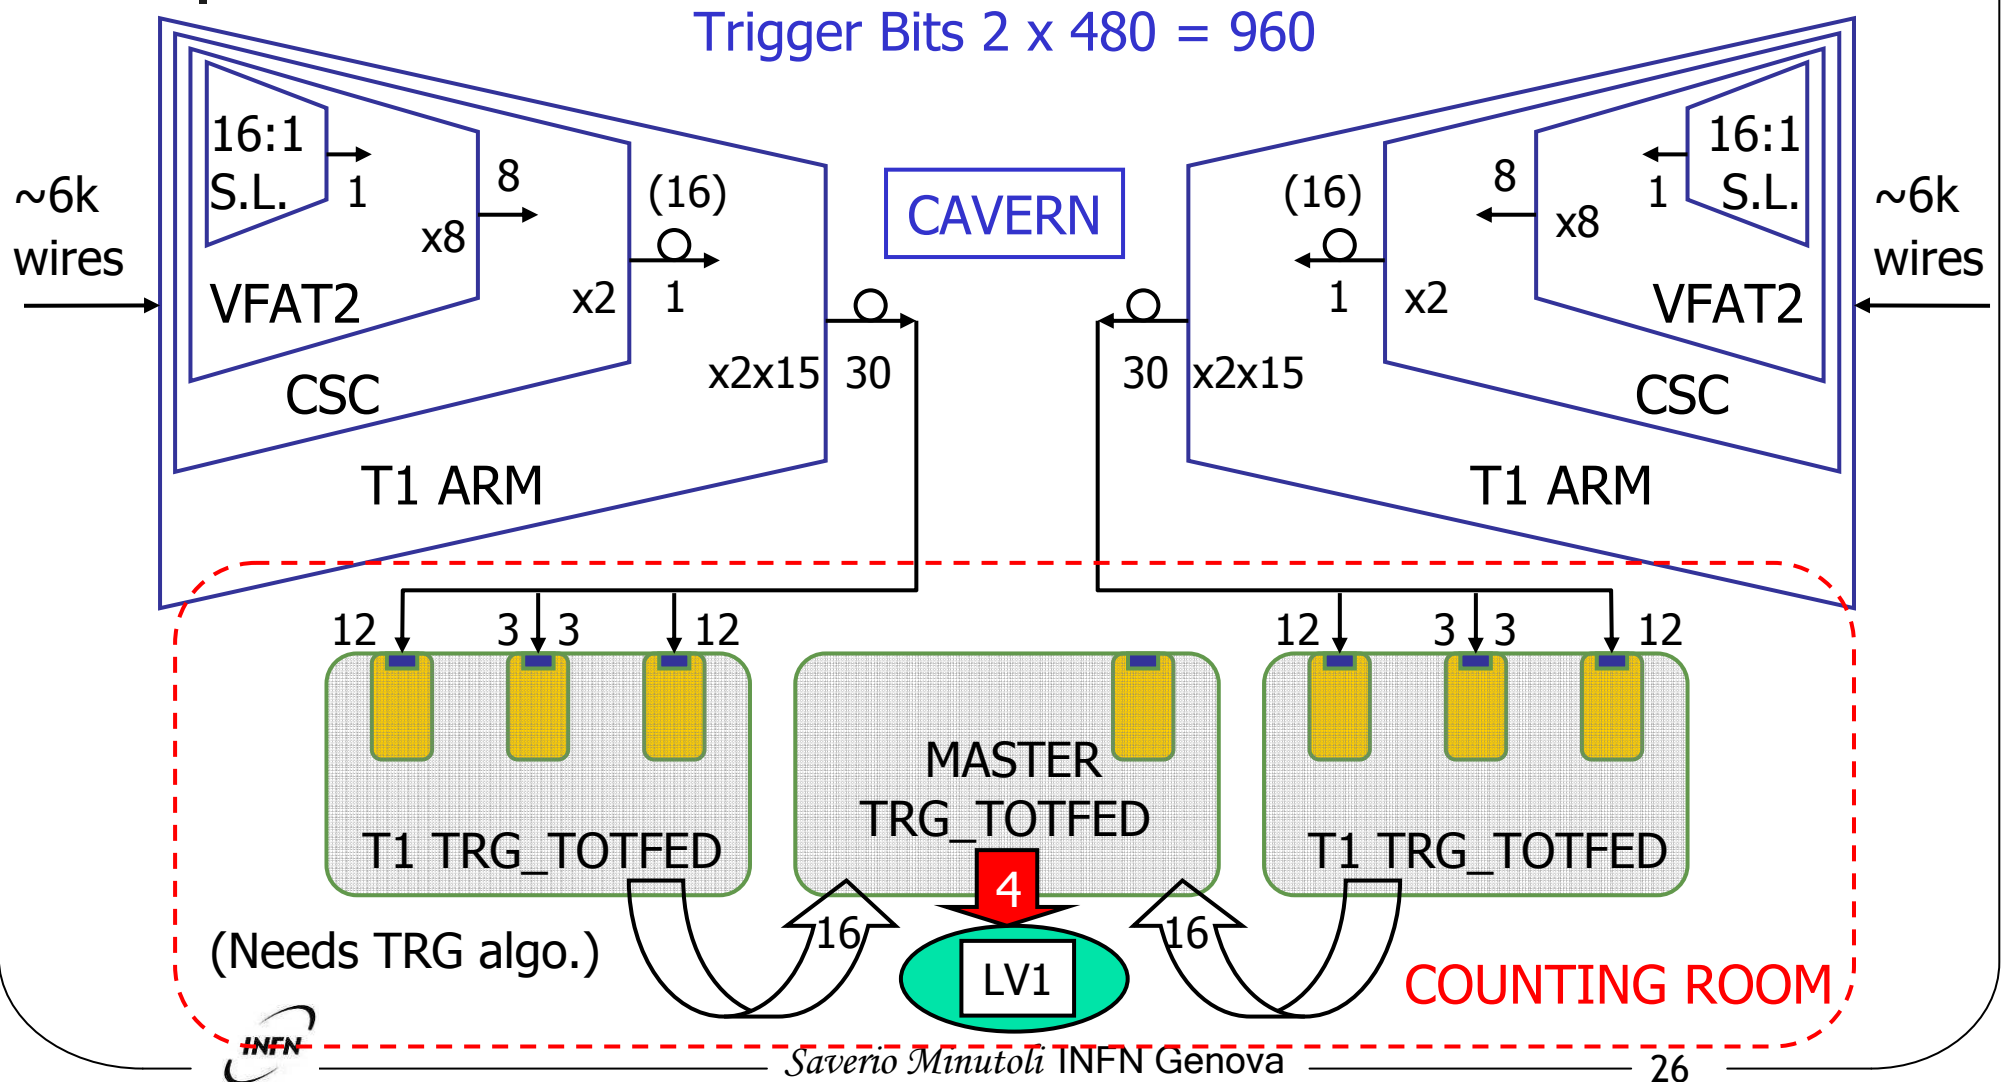 Trigger Bits 2 x 480 = 960
16:1
S.L.
1
8
x8
(16)
x2
1
~6k
wires
VFAT2
CSC
T1 ARM
x2x15
30
CAVERN
16:1
S.L.
1
8
x8
(16)
1
x2
~6k
wires
VFAT2
CSC
T1 ARM
30
x2x15
12
3
3
12
12
3
3
12
T1 TRG_TOTFED
MASTER
TRG_TOTFED
T1 TRG_TOTFED
4
16
16
LV1
(Needs TRG algo.)
COUNTING ROOM
INFN
Saverio Minutoli INFN Genova
26